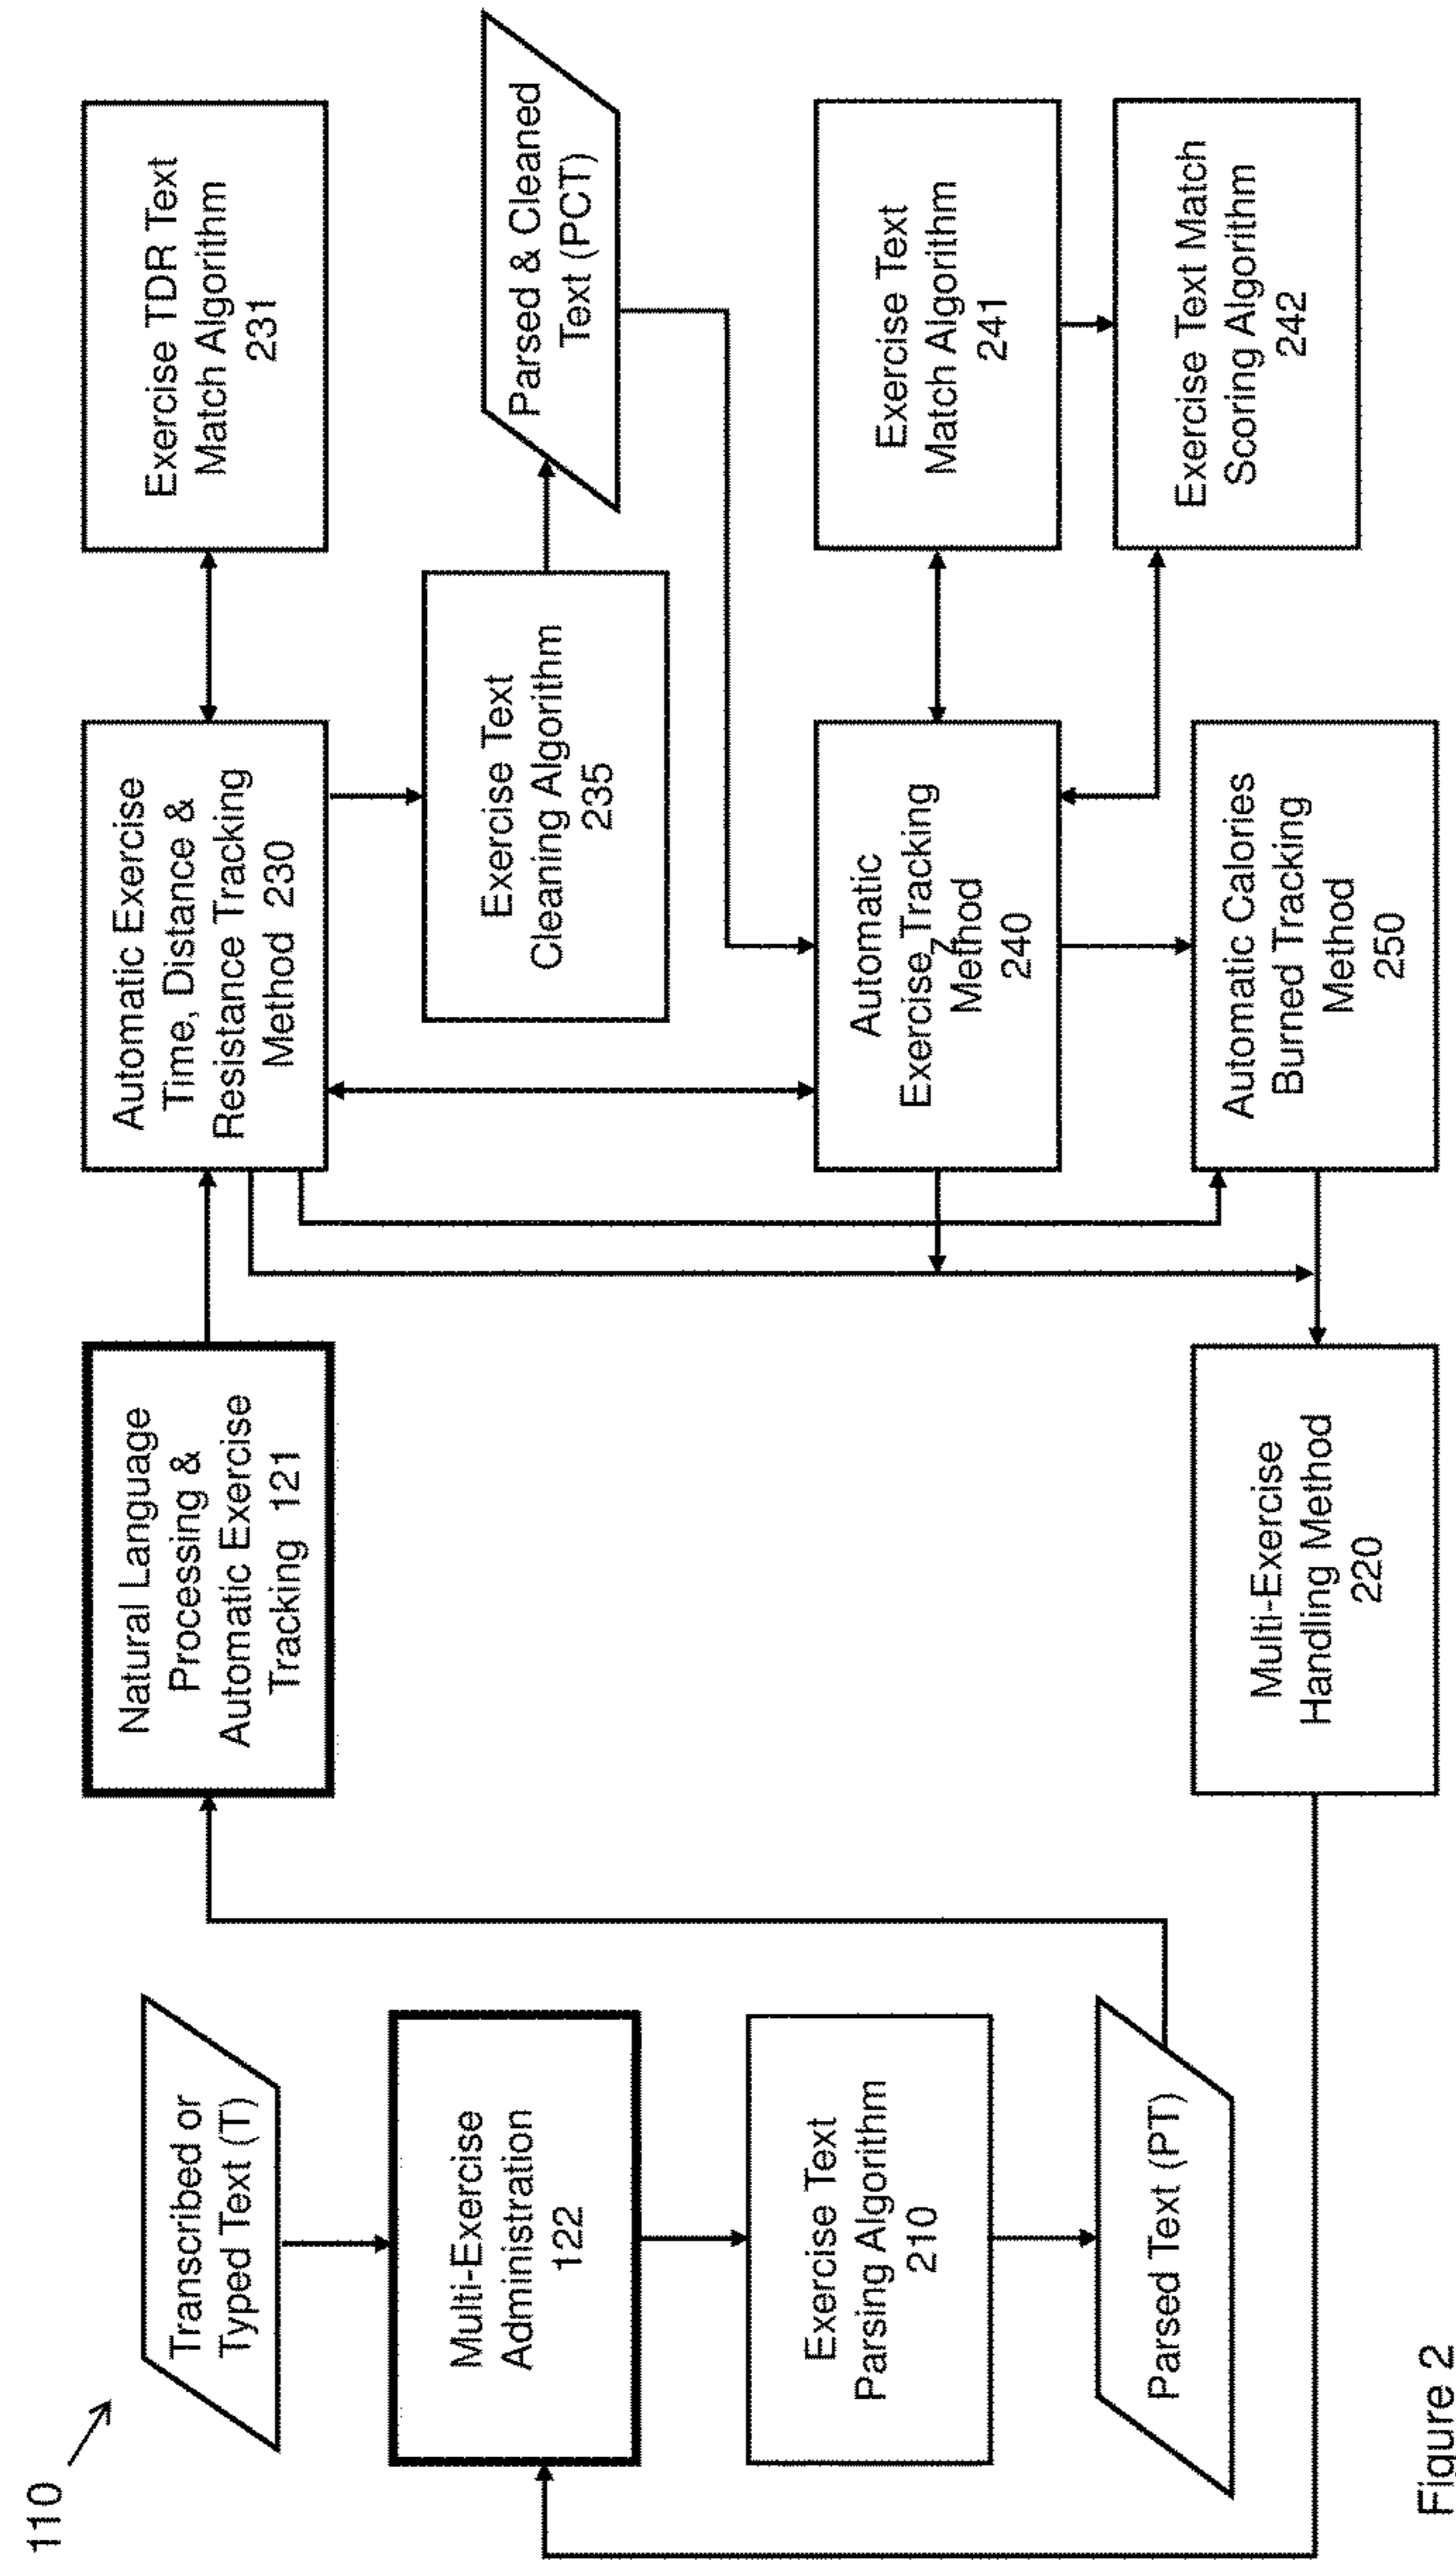 110
Transcribed or
Typed Text (T)
Multi-Exercise
Administration
122
Exercise Text
Parsing Algorithm
210
Parsed Text (PT)
Natural Language
Processing &
Automatic Exercise
Tracking 121
Multi-Exercise
Handling Method
220
Automatic Exercise
Time, Distance &
Resistance Tracking
Method 230
Exercise TDR Text
Match Algorithm
231
Exercise Text
Cleaning Algorithm
235
Parsed & Cleaned
Text (PCT)
Automatic
Exercise Tracking
Method
240
Exercise Text
Match Algorithm
241
Exercise Text Match
Scoring Algorithm
242
Automatic Calories
Burned Tracking
Method
250
Figure 2